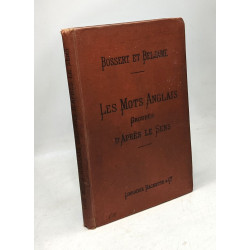 BOSSERT ET BELJAME
LES MOTS ANGLAIS
GROUPÉS
D'APRÈS LE SENS
LIBRAIRIE HACHETTE & Cie